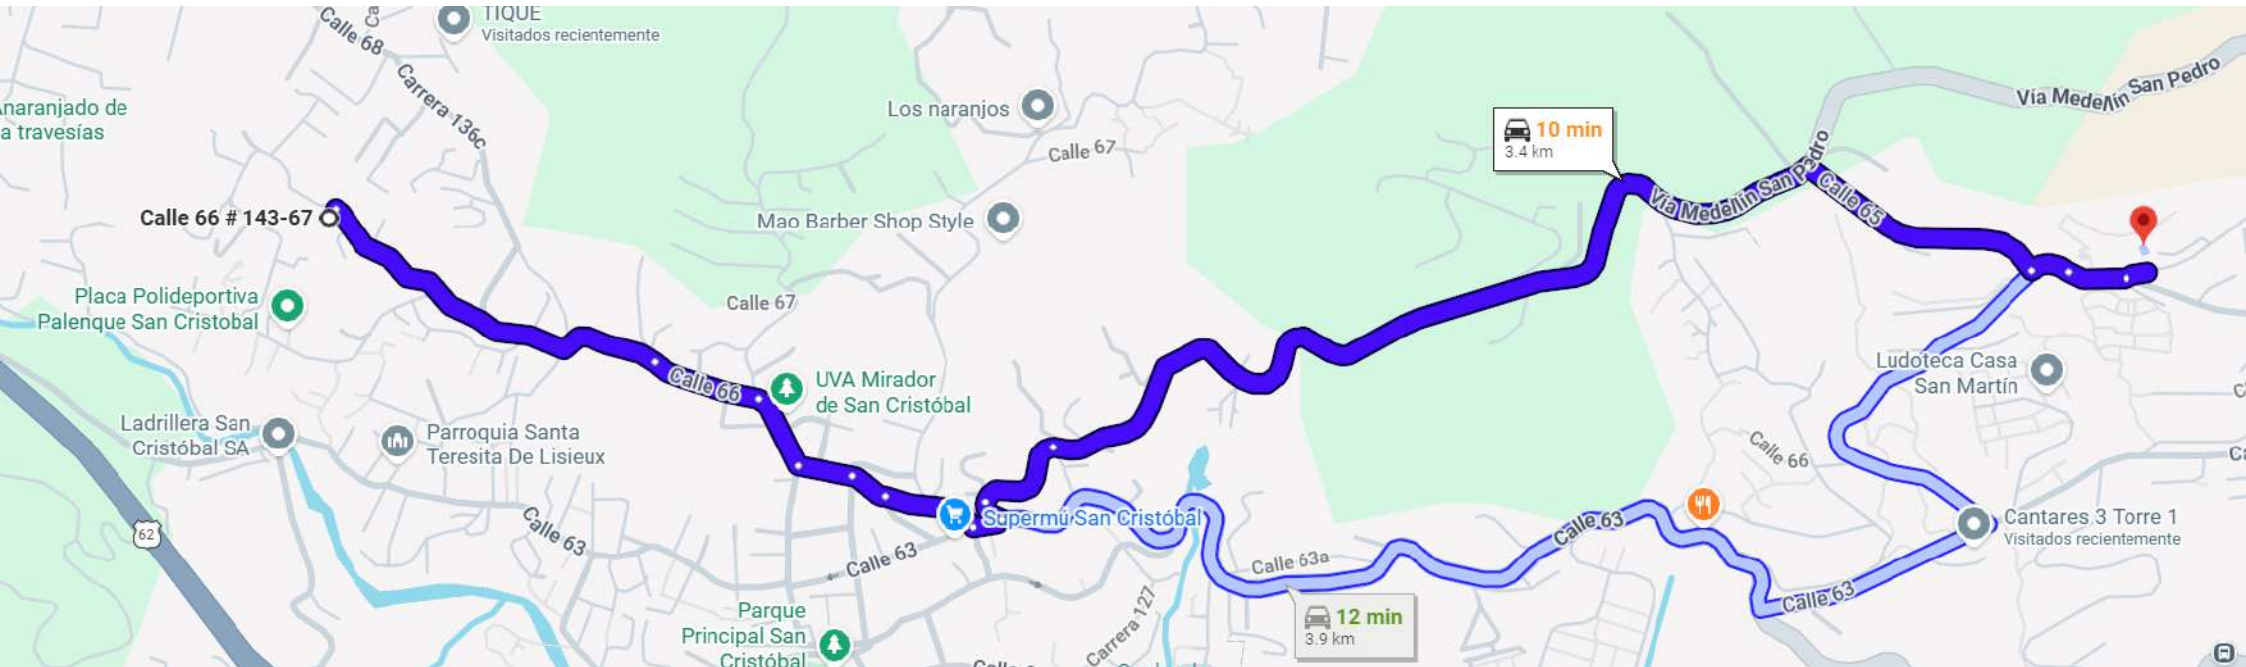 TIQUE
Visitados recientemente
Calle 68
Ca
Carrera 136c
naranjado de
a travesías
Los naranjos
Calle 67
10 min
3.4 km
Vía Medellín San Pedro
Vía Medellín San Pedro
Calle 65
Calle 66 # 143-67
Mao Barber Shop Style
Placa Polideportiva
Palenque San Cristobal
Calle 67
Calle 66
UVA Mirador
de San Cristóbal
Ludoteca Casa
San Martín
Ladrillera San
Cristóbal SA
Parroquia Santa
Teresita De Lisieux
Calle 66
Ca
62
Calle 63
Supermú San Cristóbal
Calle 63
Calle 63a
Calle 63
Cantares 3 Torre 1
Visitados recientemente
Calle 63
12 min
3.9 km
Carrera 127
Parque
Principal San
Cristóbal